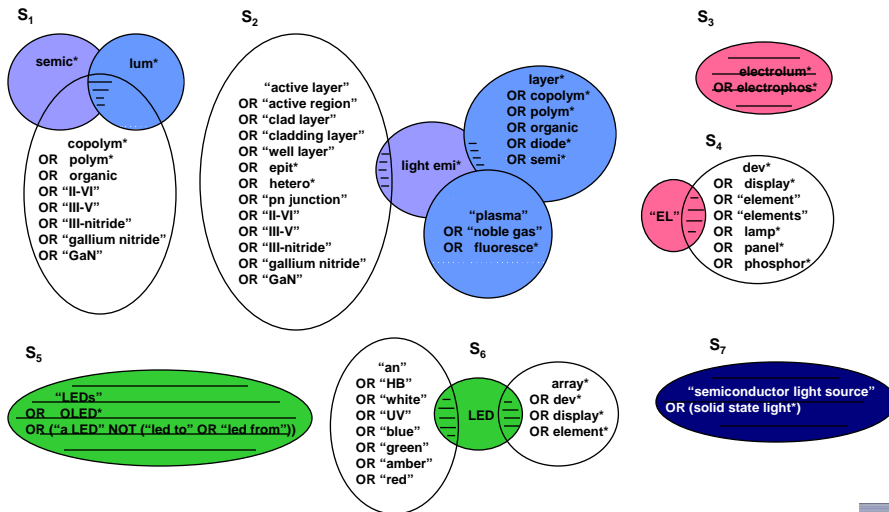 S1
semic*
lum*
copolym*
OR polym*
OR organic
OR “II-VI”
OR “III-V”
OR “III-nitride”
OR “gallium nitride”
OR “GaN”
S2
“active layer”
OR “active region”
OR “clad layer”
OR “cladding layer”
OR “well layer”
OR epit*
OR hetero*
OR “pn junction”
OR “II-VI”
OR “III-V”
OR “III-nitride”
OR “gallium nitride”
OR “GaN”
light emi*
layer*
OR copolym*
OR polym*
OR organic
OR diode*
OR semi*
“plasma”
OR “noble gas”
OR fluoresce*
S3
electrolum*
OR electrophos*
S4
“EL”
dev*
OR display*
OR “element”
OR “elements”
OR lamp*
OR panel*
OR phosphor*
S5
“LEDs”
OR OLED*
OR (“a LED” NOT (“led to” OR “led from”))
S6
“an”
OR “HB”
OR “white”
OR “UV”
OR “blue”
OR “green”
OR “amber”
OR “red”
LED
array*
OR dev*
OR display*
OR element*
S7
“semiconductor light source”
OR (solid state light*)